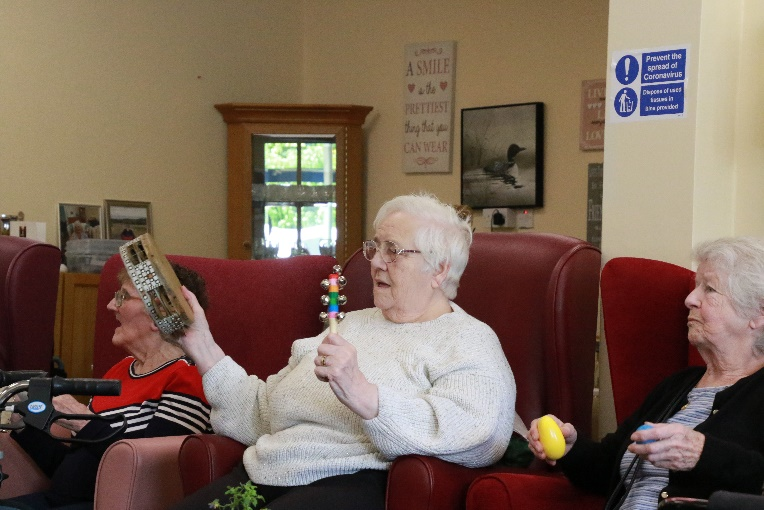 A SMILE
is the
PRETTIEST
thing that you
CAN WEAR
Prevent the
spread of
Coronavirus
Dispose of used
tissues in
bins provided
LOVE